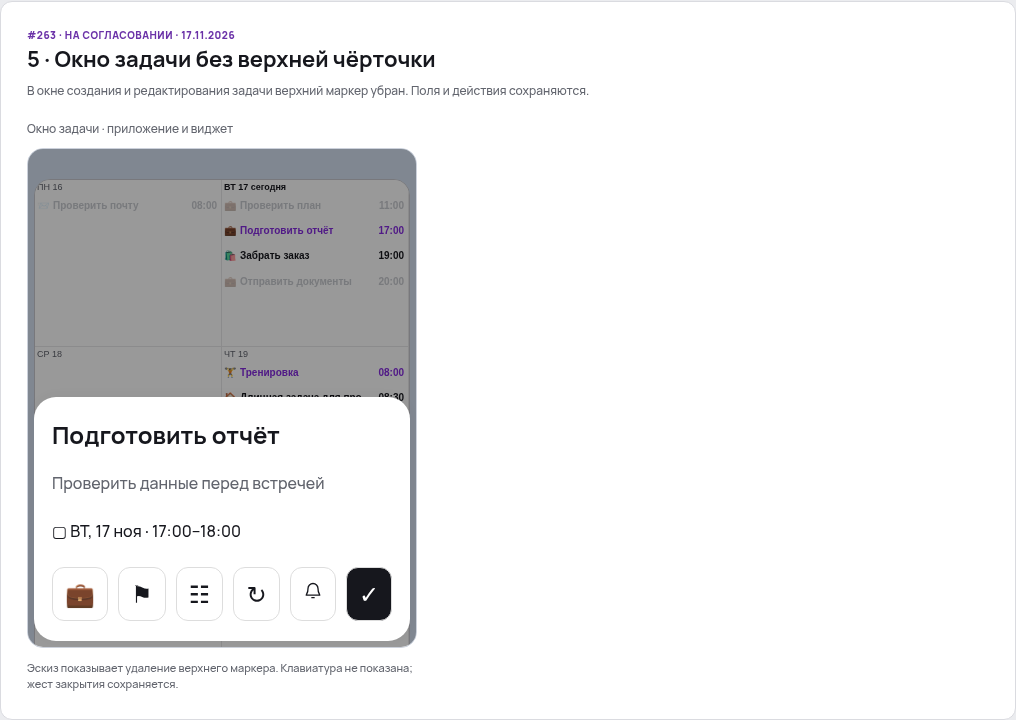 #263 · НА СОГЛАСОВАНИИ · 17.11.2026
5 · Окно задачи без верхней чёрточки
В окне создания и редактирования задачи верхний маркер убран. Поля и действия сохраняются.
Окно задачи · приложение и виджет
ПН 16
Проверить почту 08:00
ВТ 17 сегодня
Проверить план 11:00
Подготовить отчёт 17:00
Забрать заказ 19:00
Отправить документы 20:00
СР 18
ЧТ 19
Тренировка 08:00
Длинная задача для про... 08:30
Подготовить отчёт
Проверить данные перед встречей
ВТ, 17 ноя · 17:00–18:00
Эскиз показывает удаление верхнего маркера. Клавиатура не показана;
жест закрытия сохраняется.